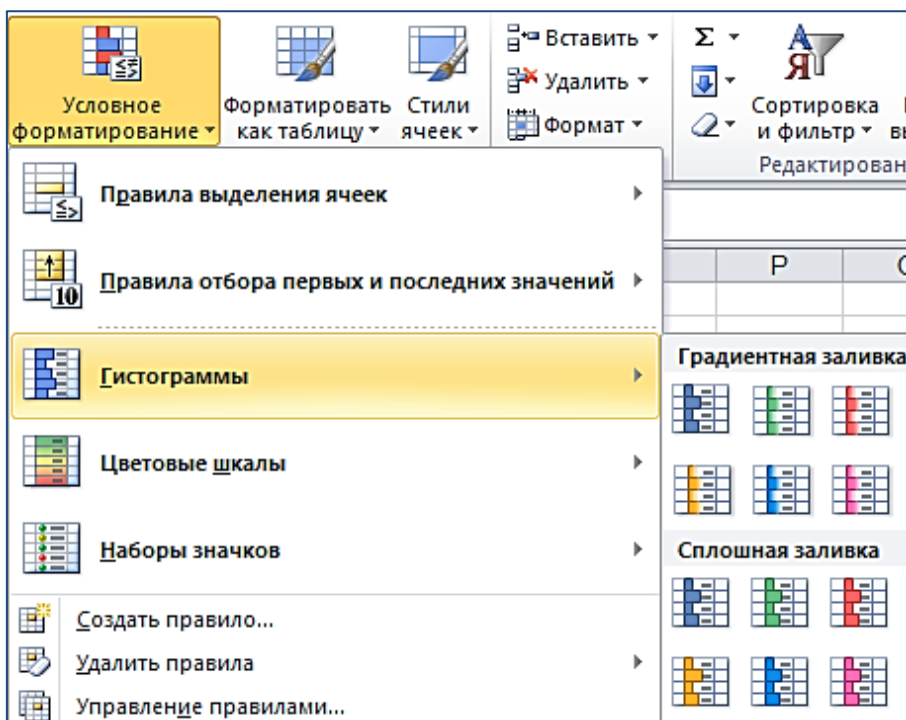 Условное форматирование
Форматировать как таблицу
Стили ячеек
Вставить
Удалить
Формат
Σ
Сортировка и фильтр
Редактирован
Правила выделения ячеек
10
Правила отбора первых и последних значений
P
Гистограммы
Градиентная заливка
Цветовые шкалы
Наборы значков
Сплошная заливка
Создать правило...
Удалить правила
Управление правилами...